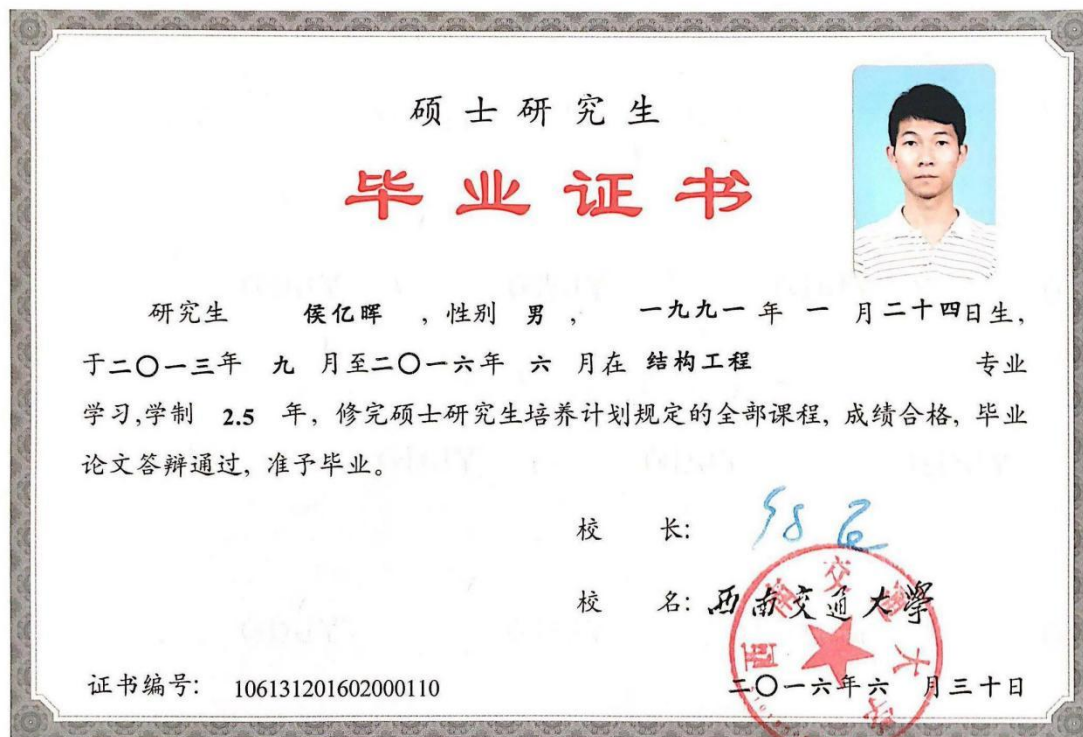 硕士研究生
毕业证书
研究生 侯亿晖 ，性别 男 ， 一九九一 年 一 月二十四日生，
于二〇一三年 九 月至二〇一六年 六 月在 结构工程 专业
学习,学制 2.5 年，修完硕士研究生培养计划规定的全部课程，成绩合格，毕业
论文答辩通过，准予毕业。
校 长:
校 名: 西南交通大學
西南交通大学
证书编号: 106131201602000110
二〇一六年六 月三十日